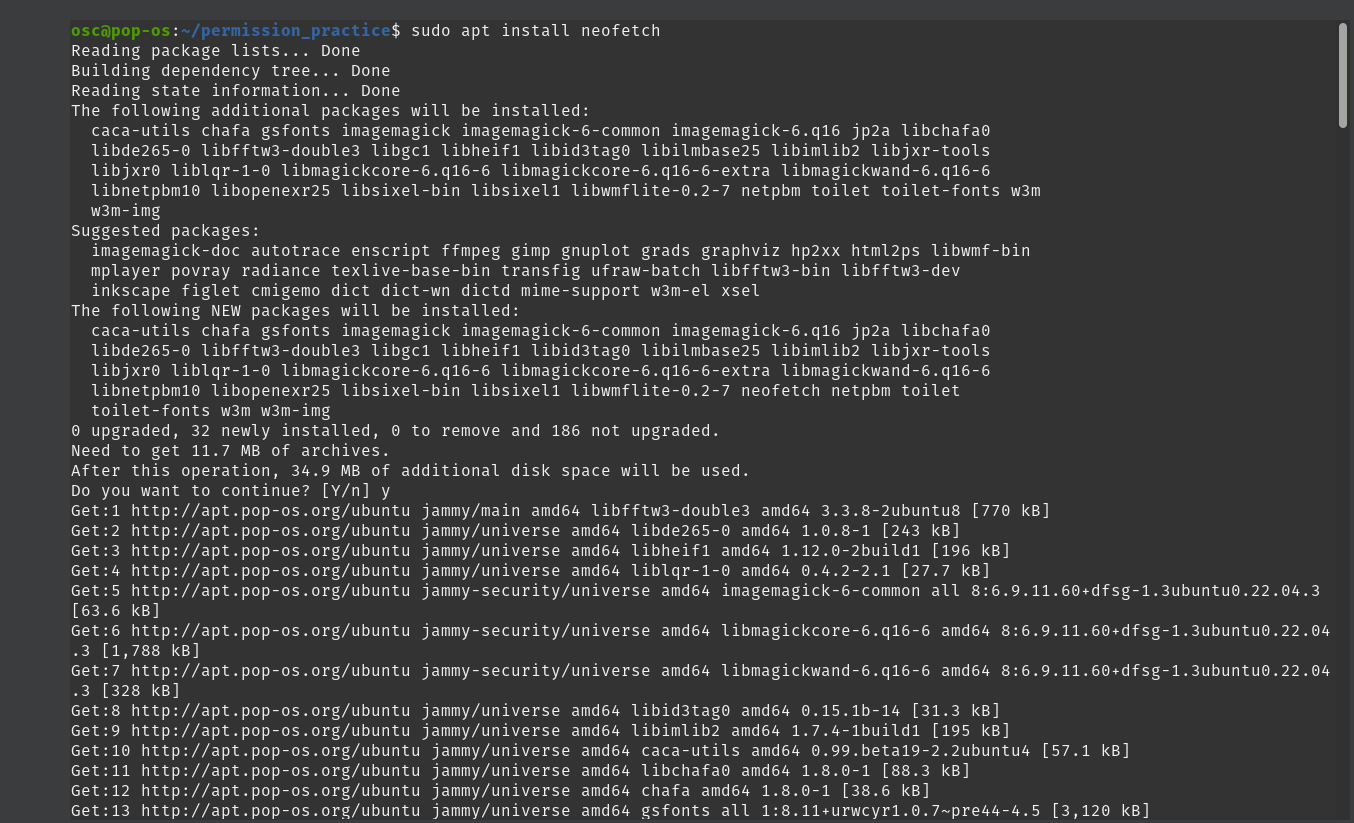 osc@pop-os:~/permission_practice$ sudo apt install neofetch
Reading package lists... Done
Building dependency tree... Done
Reading state information... Done
The following additional packages will be installed:
  caca-utils chafa gsfonts imagemagick imagemagick-6-common imagemagick-6.q16 jp2a libchafa0
  libde265-0 libfftw3-double3 libgc1 libheif1 libid3tag0 libilmbase25 libimlib2 libjxr-tools
  libjxr0 liblqr-1-0 libmagickcore-6.q16-6 libmagickcore-6.q16-6-extra libmagickwand-6.q16-6
  libnetpbm10 libopenexr25 libsixel-bin libsixel1 libwmflite-0.2-7 netpbm toilet toilet-fonts w3m
  w3m-img
Suggested packages:
  imagemagick-doc autotrace enscript ffmpeg gimp gnuplot grads graphviz hp2xx html2ps libwmf-bin
  mplayer povray radiance texlive-base-bin transfig ufraw-batch libfftw3-bin libfftw3-dev
  inkscape figlet cmigemo dict dict-wn dictd mime-support w3m-el xsel
The following NEW packages will be installed:
  caca-utils chafa gsfonts imagemagick imagemagick-6-common imagemagick-6.q16 jp2a libchafa0
  libde265-0 libfftw3-double3 libgc1 libheif1 libid3tag0 libilmbase25 libimlib2 libjxr-tools
  libjxr0 liblqr-1-0 libmagickcore-6.q16-6 libmagickcore-6.q16-6-extra libmagickwand-6.q16-6
  libnetpbm10 libopenexr25 libsixel-bin libsixel1 libwmflite-0.2-7 neofetch netpbm toilet
  toilet-fonts w3m w3m-img
0 upgraded, 32 newly installed, 0 to remove and 186 not upgraded.
Need to get 11.7 MB of archives.
After this operation, 34.9 MB of additional disk space will be used.
Do you want to continue? [Y/n] y
Get:1 http://apt.pop-os.org/ubuntu jammy/main amd64 libfftw3-double3 amd64 3.3.8-2ubuntu8 [770 kB]
Get:2 http://apt.pop-os.org/ubuntu jammy/universe amd64 libde265-0 amd64 1.0.8-1 [243 kB]
Get:3 http://apt.pop-os.org/ubuntu jammy/universe amd64 libheif1 amd64 1.12.0-2build1 [196 kB]
Get:4 http://apt.pop-os.org/ubuntu jammy/universe amd64 liblqr-1-0 amd64 0.4.2-2.1 [27.7 kB]
Get:5 http://apt.pop-os.org/ubuntu jammy-security/universe amd64 imagemagick-6-common all 8:6.9.11.60+dfsg-1.3ubuntu0.22.04.3
[63.6 kB]
Get:6 http://apt.pop-os.org/ubuntu jammy-security/universe amd64 libmagickcore-6.q16-6 amd64 8:6.9.11.60+dfsg-1.3ubuntu0.22.04
.3 [1,788 kB]
Get:7 http://apt.pop-os.org/ubuntu jammy-security/universe amd64 libmagickwand-6.q16-6 amd64 8:6.9.11.60+dfsg-1.3ubuntu0.22.04
.3 [328 kB]
Get:8 http://apt.pop-os.org/ubuntu jammy/universe amd64 libid3tag0 amd64 0.15.1b-14 [31.3 kB]
Get:9 http://apt.pop-os.org/ubuntu jammy/universe amd64 libimlib2 amd64 1.7.4-1build1 [195 kB]
Get:10 http://apt.pop-os.org/ubuntu jammy/universe amd64 caca-utils amd64 0.99.beta19-2.2ubuntu4 [57.1 kB]
Get:11 http://apt.pop-os.org/ubuntu jammy/universe amd64 libchafa0 amd64 1.8.0-1 [88.3 kB]
Get:12 http://apt.pop-os.org/ubuntu jammy/universe amd64 chafa amd64 1.8.0-1 [38.6 kB]
Get:13 http://apt.pop-os.org/ubuntu jammy/universe amd64 gsfonts all 1:8.11+urwcyr1.0.7~pre44-4.5 [3,120 kB]